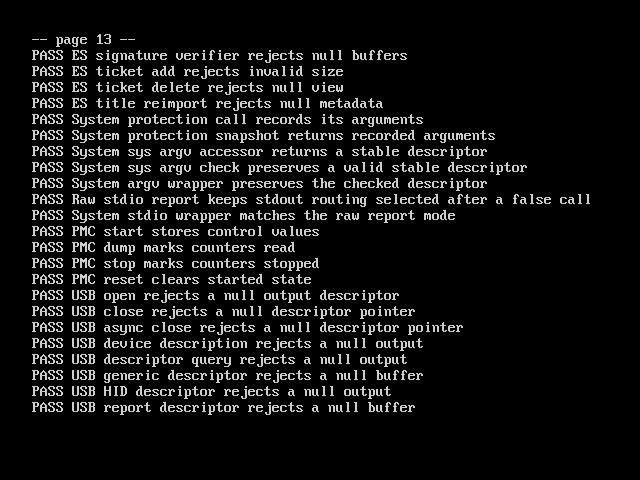 -- page 13 --
PASS ES signature verifier rejects null buffers
PASS ES ticket add rejects invalid size
PASS ES ticket delete rejects null view
PASS ES title reimport rejects null metadata
PASS System protection call records its arguments
PASS System protection snapshot returns recorded arguments
PASS System sys argv accessor returns a stable descriptor
PASS System sys argv check preserves a valid stable descriptor
PASS System argv wrapper preserves the checked descriptor
PASS Raw stdio report keeps stdout routing selected after a false call
PASS System stdio wrapper matches the raw report mode
PASS PMC start stores control values
PASS PMC dump marks counters read
PASS PMC stop marks counters stopped
PASS PMC reset clears started state
PASS USB open rejects a null output descriptor
PASS USB close rejects a null descriptor pointer
PASS USB async close rejects a null descriptor pointer
PASS USB device description rejects a null output
PASS USB descriptor query rejects a null output
PASS USB generic descriptor rejects a null buffer
PASS USB HID descriptor rejects a null output
PASS USB report descriptor rejects a null buffer